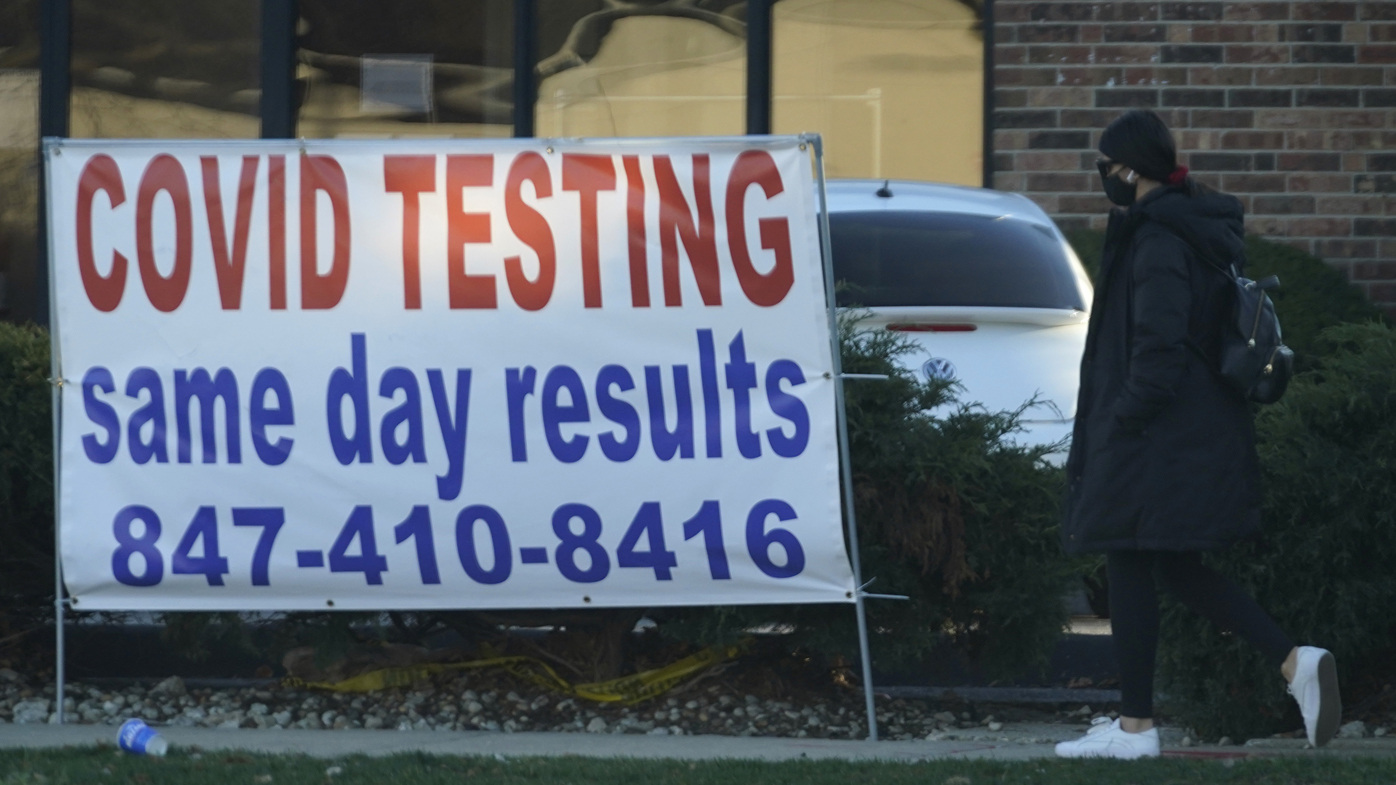 COVID TESTING
same day results
847-410-8416